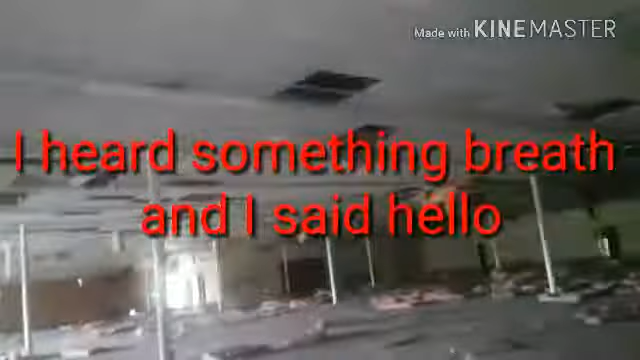 Made with KINEMASTER
I heard something breath
and I said hello